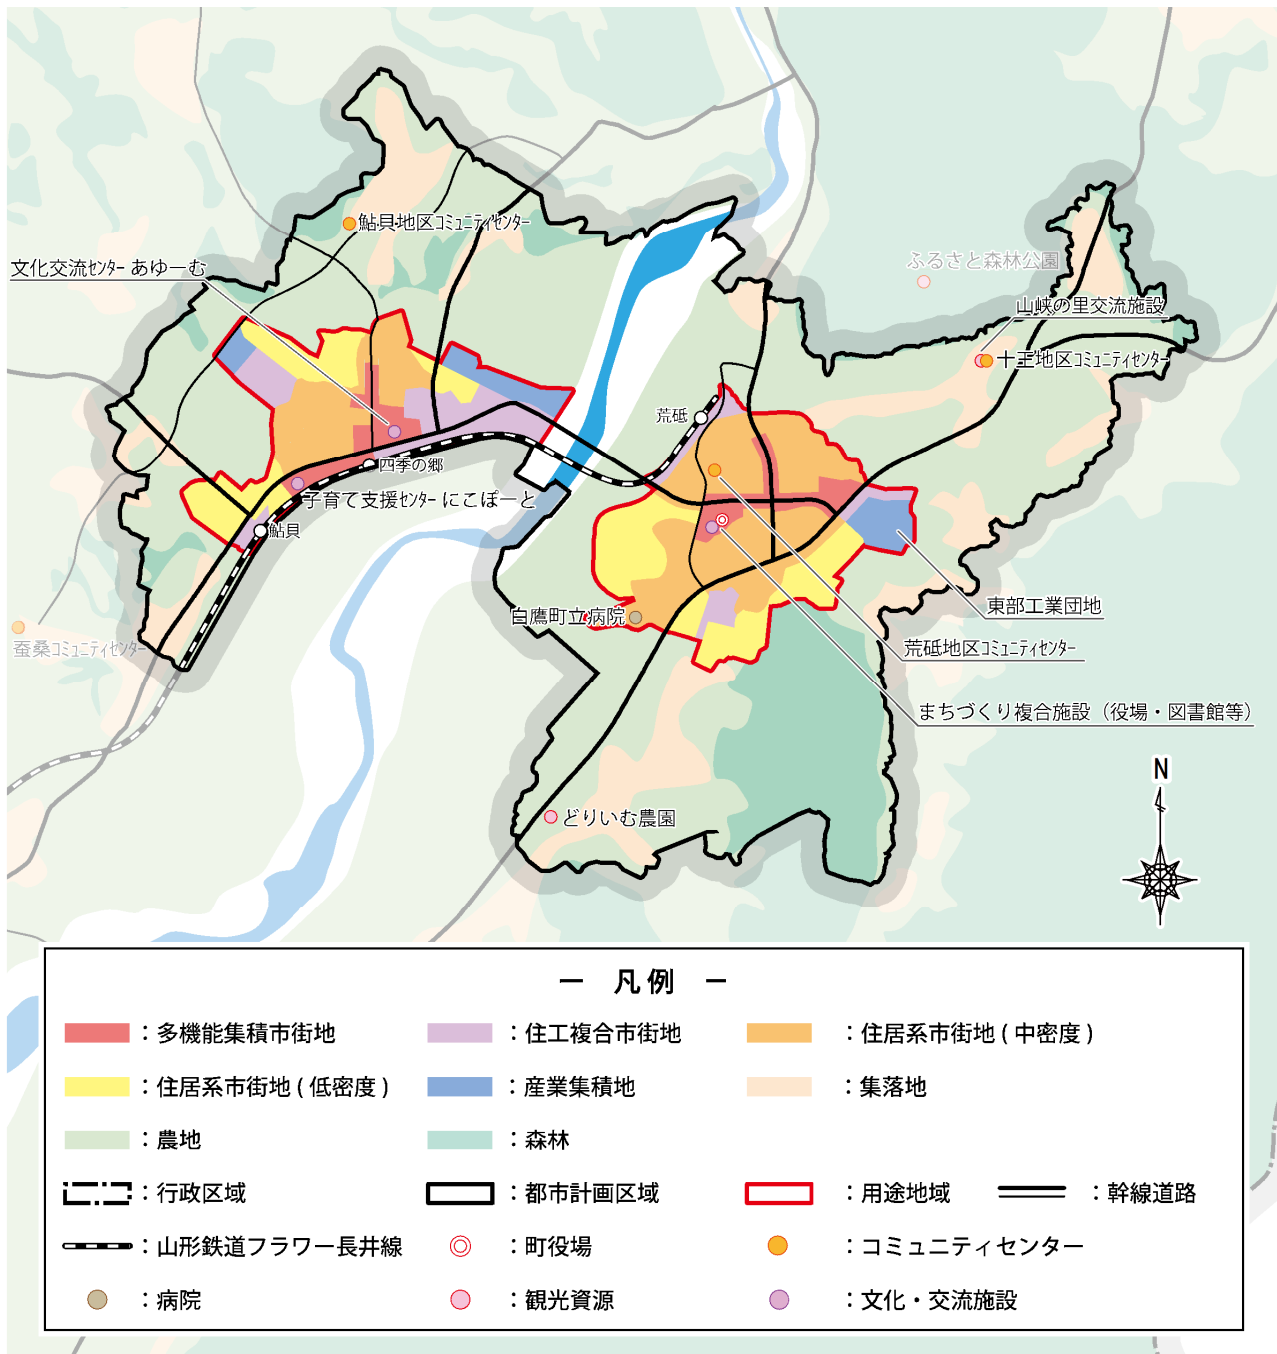 鮎貝地区コミュニティセンター
文化交流センター あゆーむ
ふるさと森林公園
山峡の里交流施設
十王地区コミュニティセンター
荒砥
四季の郷
子育て支援センター にこぽーと
鮎貝
東部工業団地
白鷹町立病院
蚕桑コミュニティセンター
荒砥地区コミュニティセンター
まちづくり複合施設（役場・図書館等）
N
どりいむ農園
－ 凡例 －
：多機能集積市街地
：住工複合市街地
：住居系市街地(中密度)
：住居系市街地(低密度)
：産業集積地
：集落地
：農地
：森林
：行政区域
：都市計画区域
：用途地域
：幹線道路
：山形鉄道フラワー長井線
：町役場
：コミュニティセンター
：病院
：観光資源
：文化・交流施設